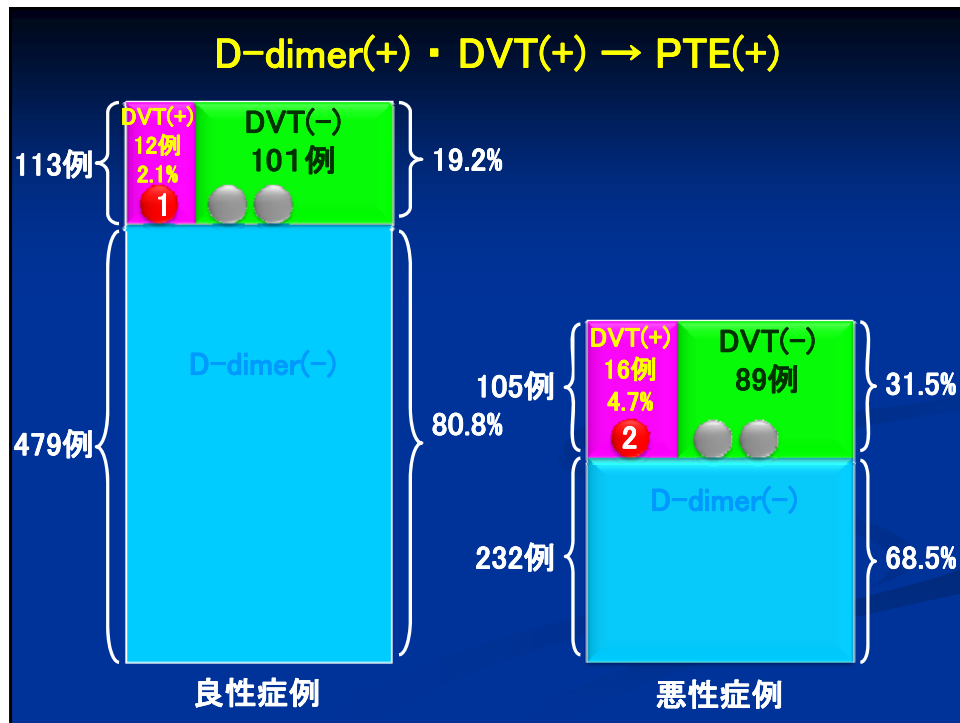 D-dimer(+)・DVT(+)→PTE(+)
113例
DVT(+)
12例
2.1%
1
DVT(-)
101例
19.2%
D-dimer(-)
479例
80.8%
良性症例
105例
DVT(+)
16例
4.7%
2
DVT(-)
89例
31.5%
D-dimer(-)
232例
68.5%
悪性症例